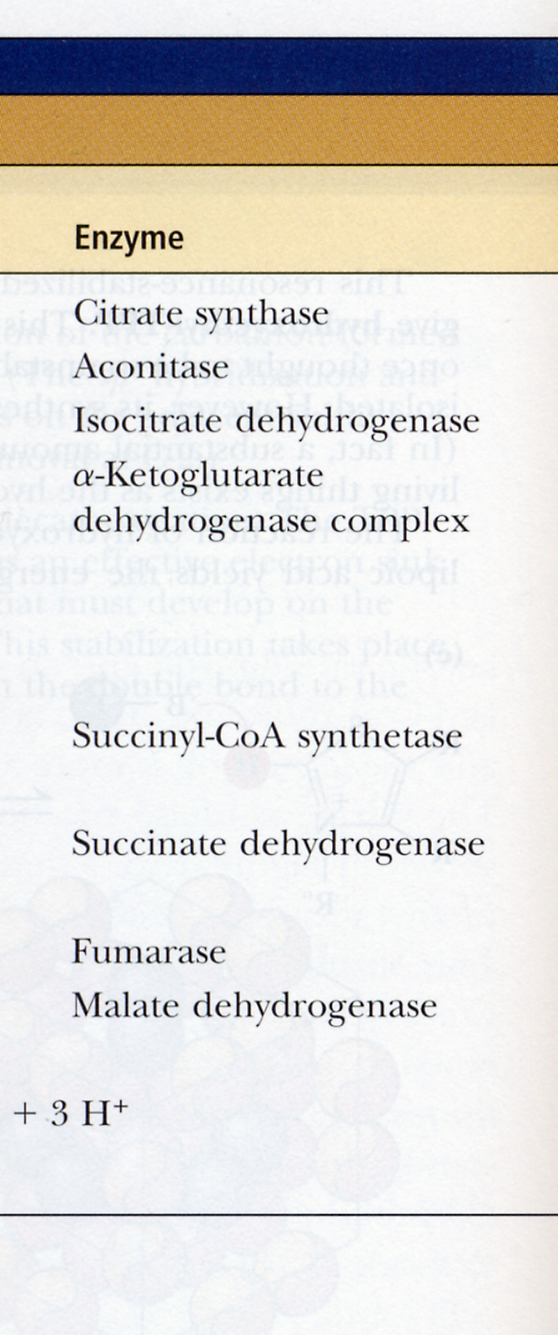 Enzyme
Citrate synthase
Aconitase
Isocitrate dehydrogenase
α-Ketoglutarate
dehydrogenase complex
Succinyl-CoA synthetase
Succinate dehydrogenase
Fumarase
Malate dehydrogenase
+ 3 H⁺